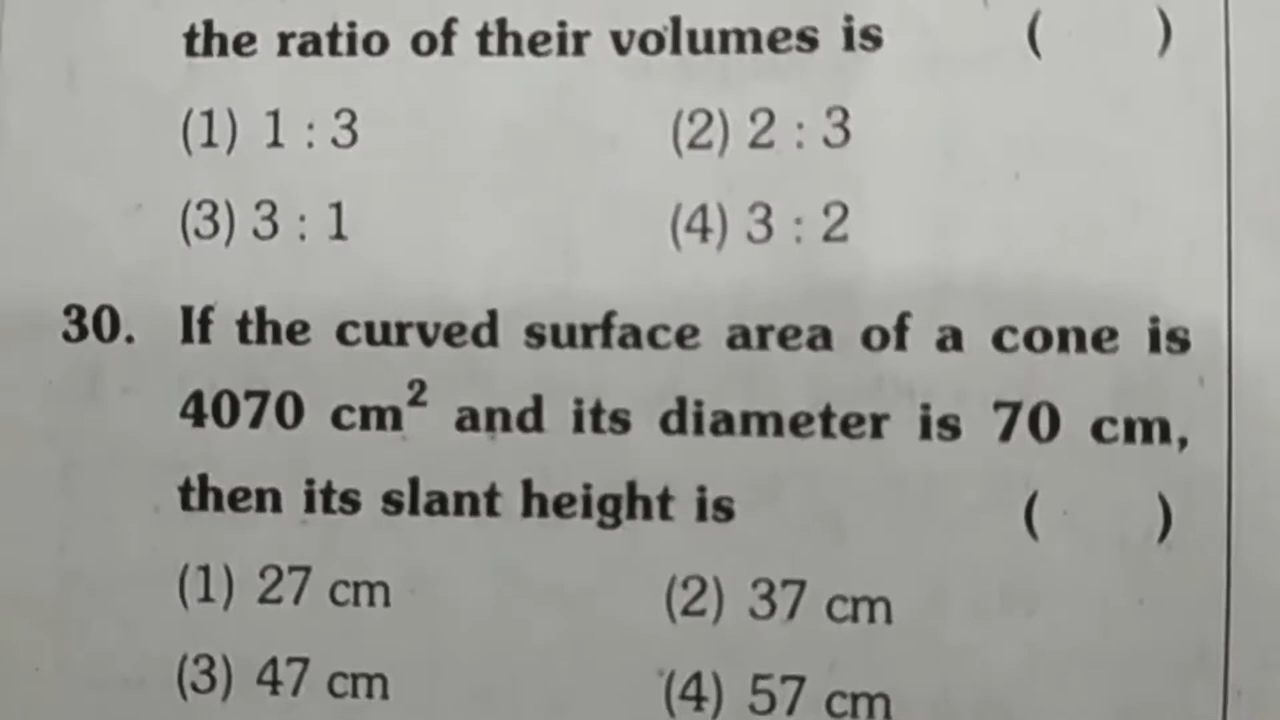 the ratio of their volumes is ( )
(1) 1 : 3 (2) 2 : 3
(3) 3 : 1 (4) 3 : 2
30. If the curved surface area of a cone is
4070 cm² and its diameter is 70 cm,
then its slant height is ( )
(1) 27 cm (2) 37 cm
(3) 47 cm (4) 57 cm